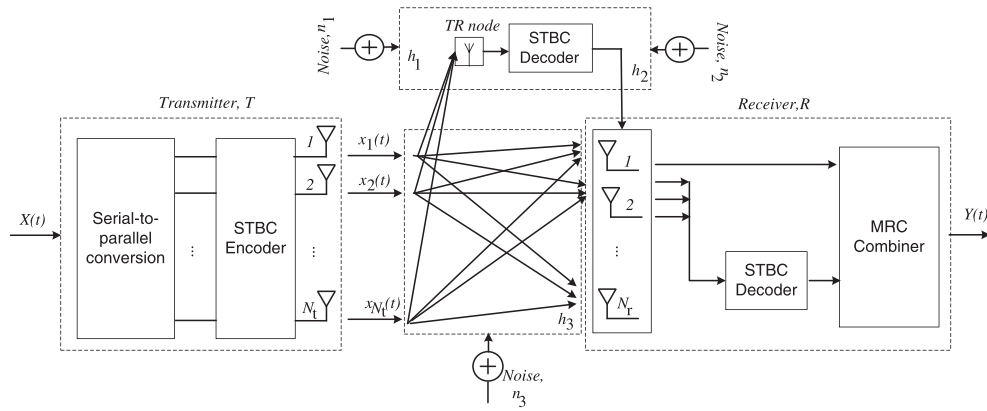 Noise, n1
TR node
STBC
Decoder
h1
h2
Noise, n2
Transmitter, T
Receiver,R
X(t)
Serial-to-
parallel
conversion
...
STBC
Encoder
1
2
...
Nt
x1(t)
x2(t)
xNt(t)
h3
Noise,
n3
1
2
...
Nr
STBC
Decoder
MRC
Combiner
Y(t)